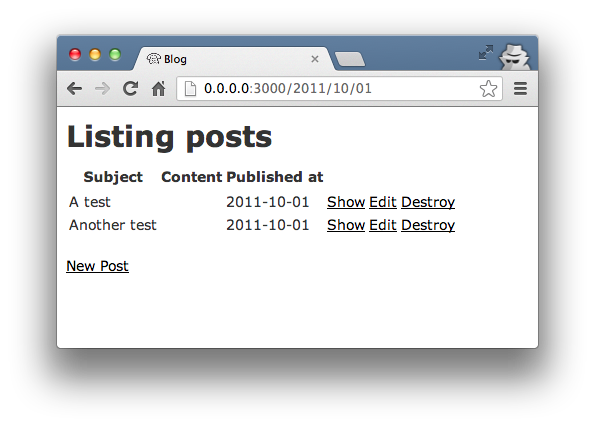 Blog
0.0.0.0:3000/2011/10/01
Listing posts
Subject Content Published at
A test 2011-10-01 Show Edit Destroy
Another test 2011-10-01 Show Edit Destroy
New Post